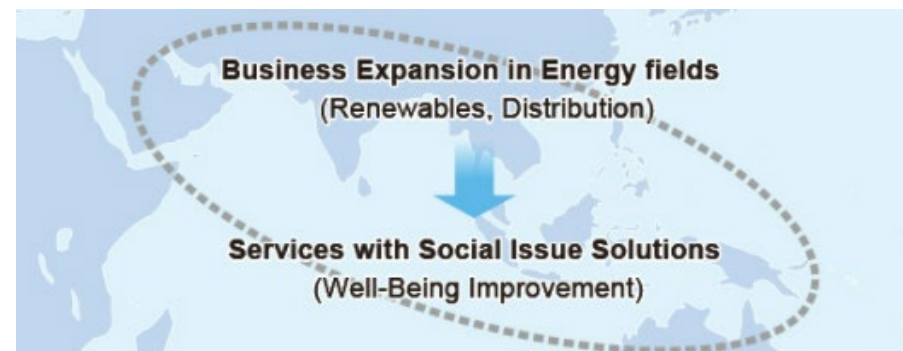 Business Expansion in Energy fields
(Renewables, Distribution)
Services with Social Issue Solutions
(Well-Being Improvement)